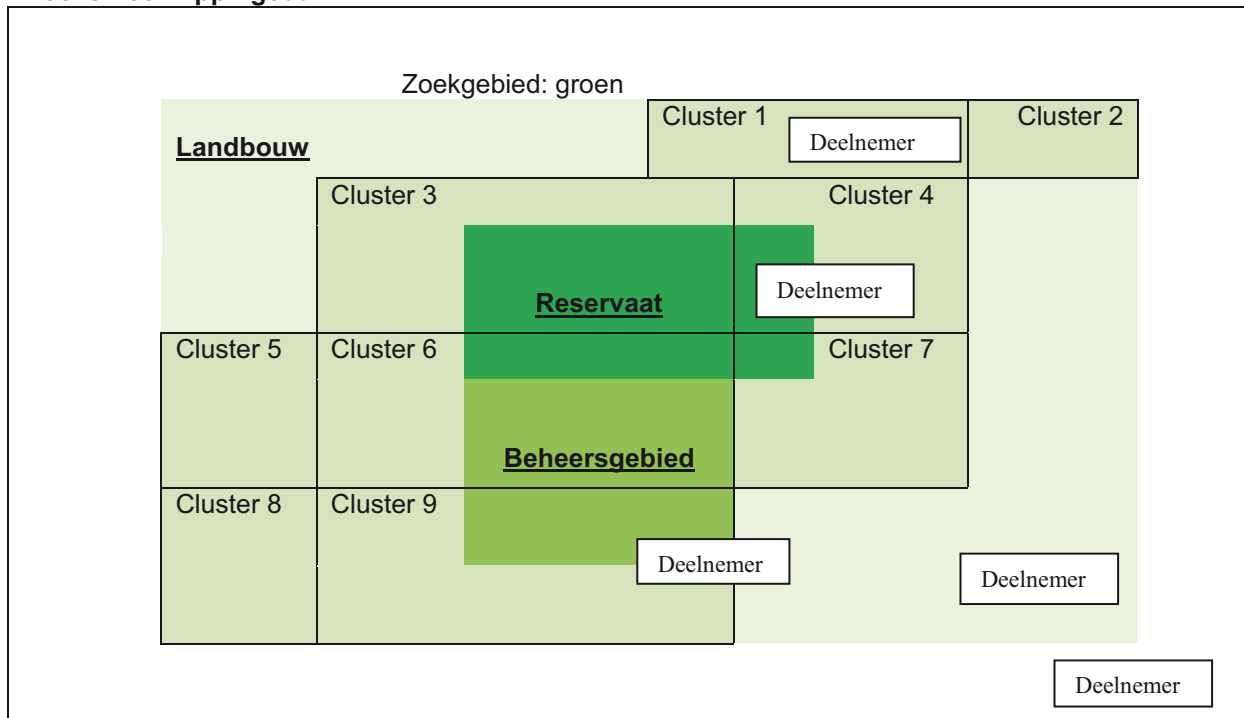 Zoekgebied: groen
Cluster 1
Cluster 2
Deelnemer
Landbouw
Cluster 3
Cluster 4
Deelnemer
Reservaat
Cluster 5
Cluster 6
Cluster 7
Beheersgebied
Cluster 8
Cluster 9
Deelnemer
Deelnemer
Deelnemer